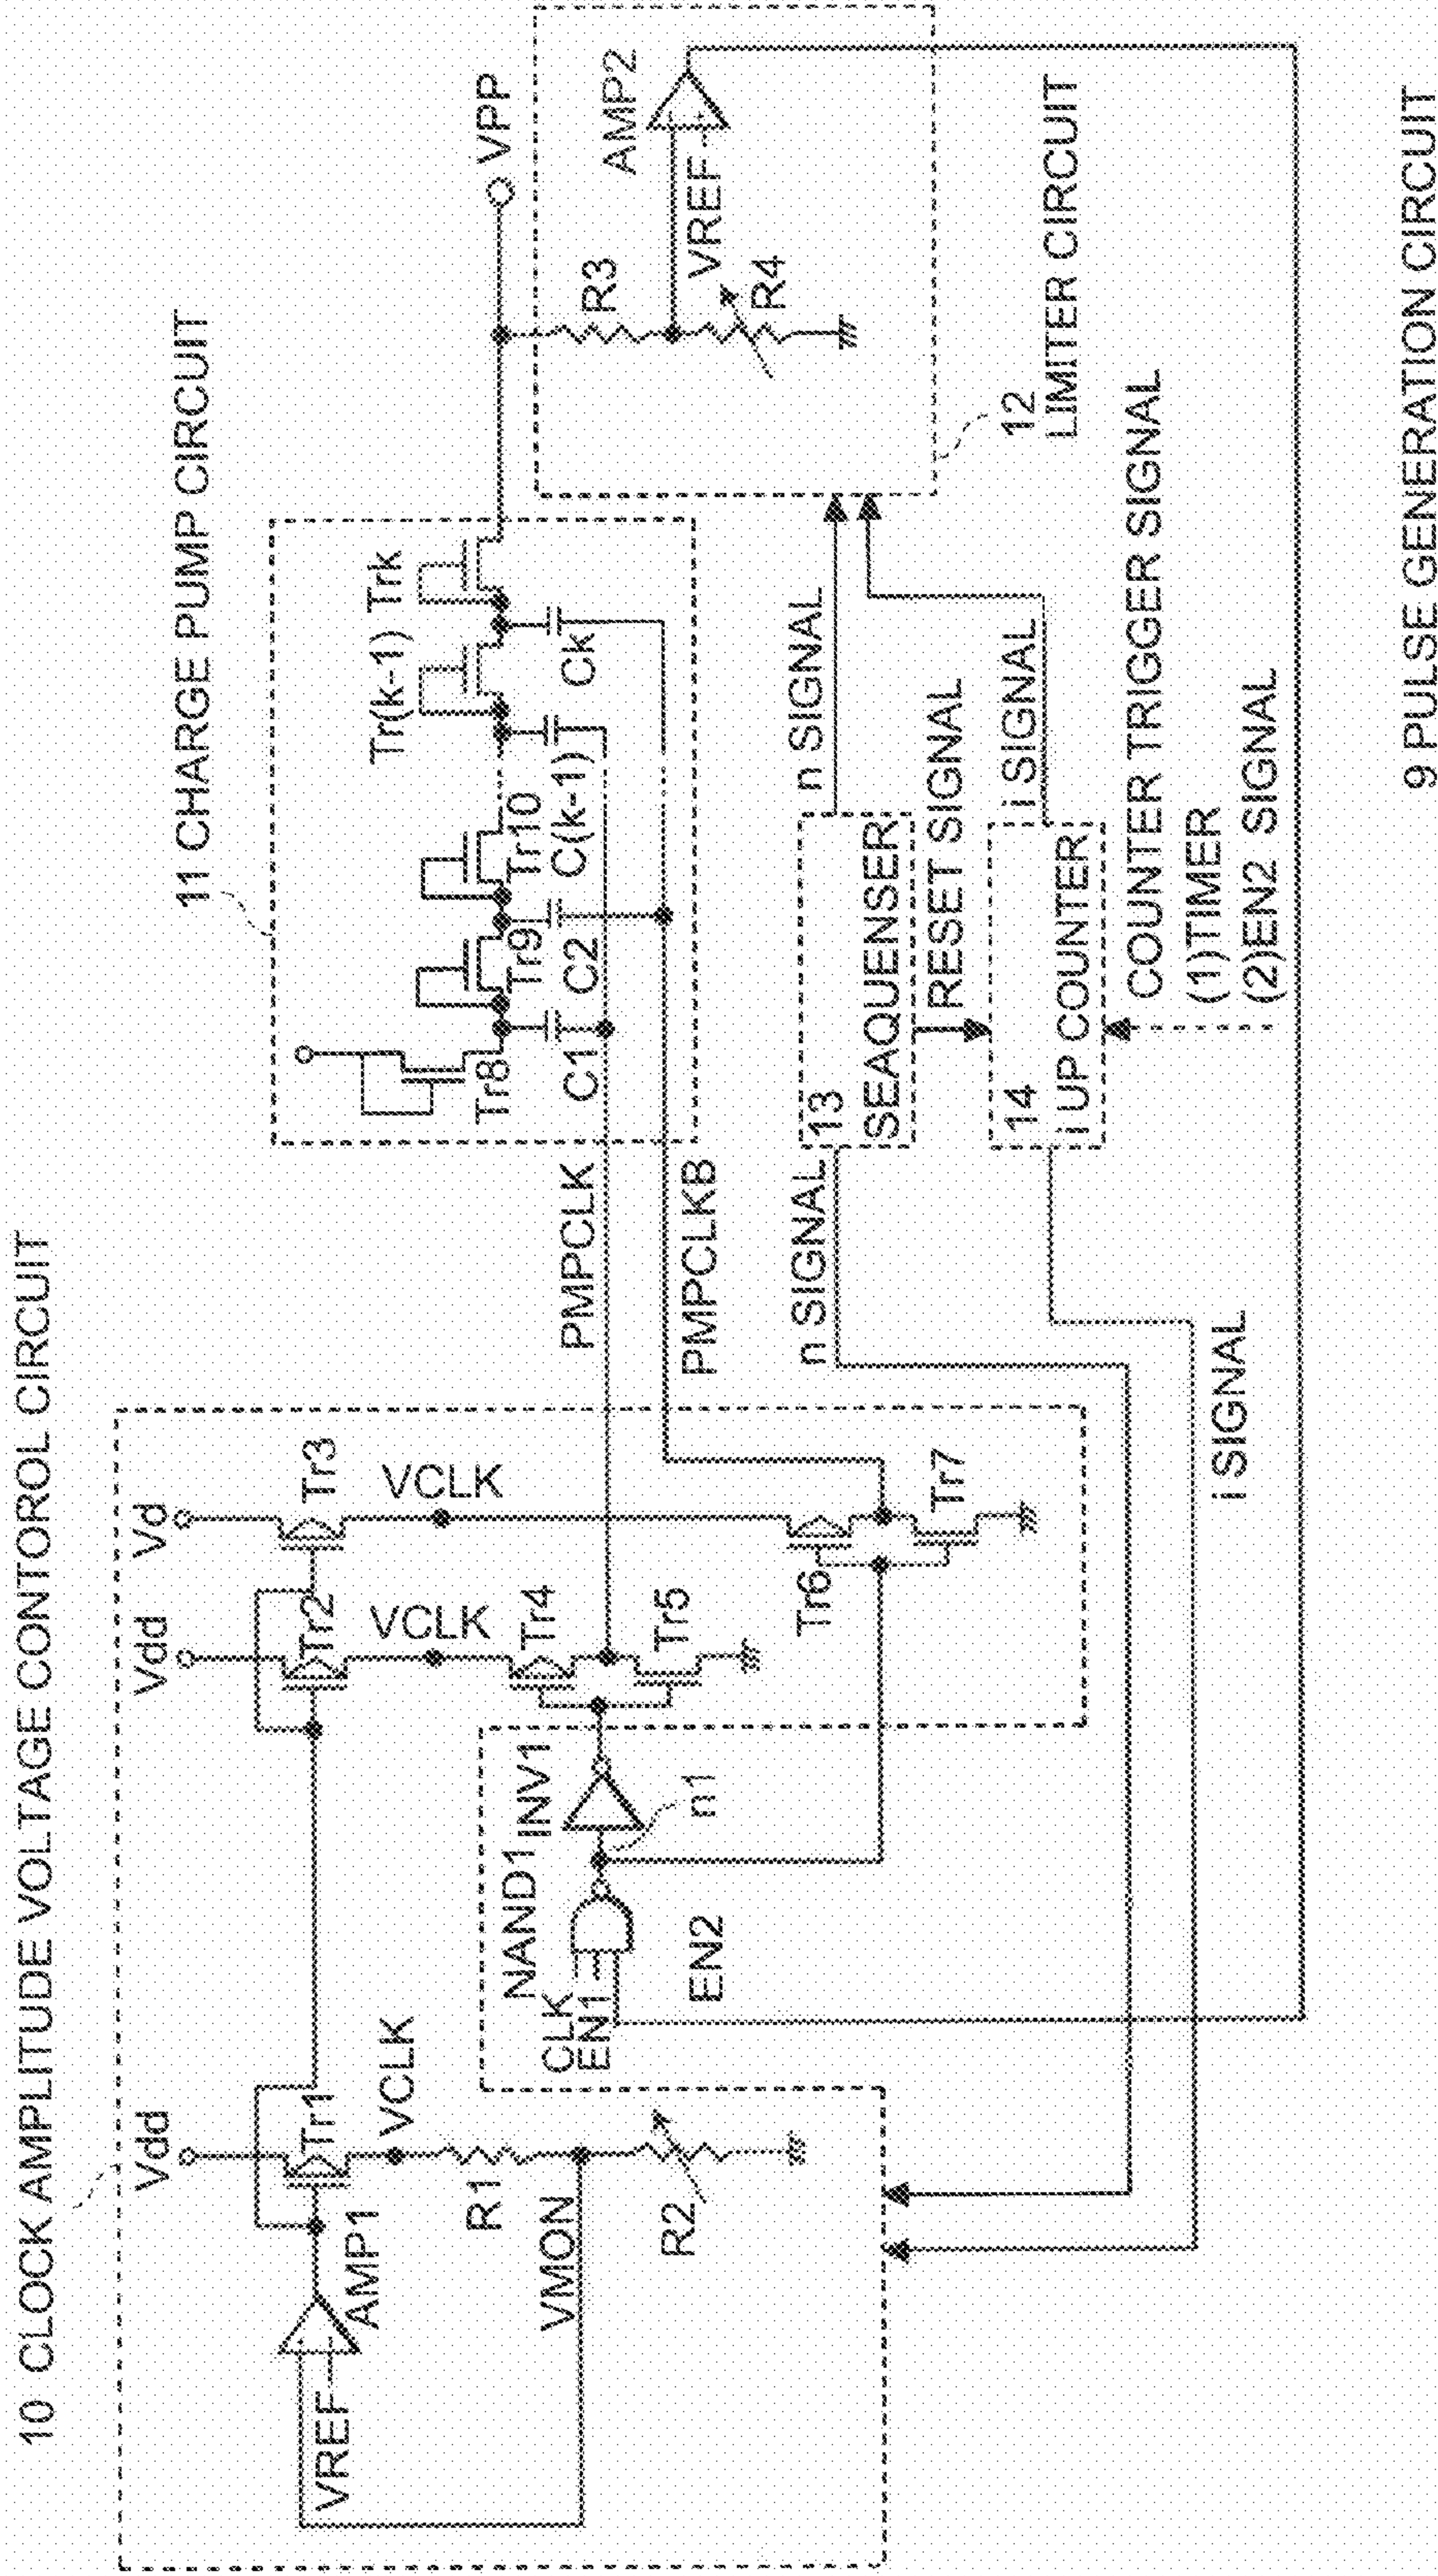 10 CLOCK AMPLITUDE VOLTAGE CONTOROL CIRCUIT
Vdd
Vdd
Vd
VREF
AMP1
Tr1
VCLK
R1
VMON
R2
Tr2
Tr3
VCLK
VCLK
Tr4
Tr5
Tr6
Tr7
NAND1
INV1
CLK
EN1
EN2
n1
PMPCLK
PMPCLKB
11 CHARGE PUMP CIRCUIT
Tr8
Tr9
Tr10
Tr(k-1)
Trk
C1
C2
C(k-1)
Ck
VPP
R3
R4
VREF
AMP2
12
LIMITER CIRCUIT
n SIGNAL
13
SEAQUENSER
n SIGNAL
RESET SIGNAL
14
i UP COUNTER
i SIGNAL
i SIGNAL
COUNTER TRIGGER SIGNAL
(1)TIMER
(2)EN2 SIGNAL
9 PULSE GENERATION CIRCUIT